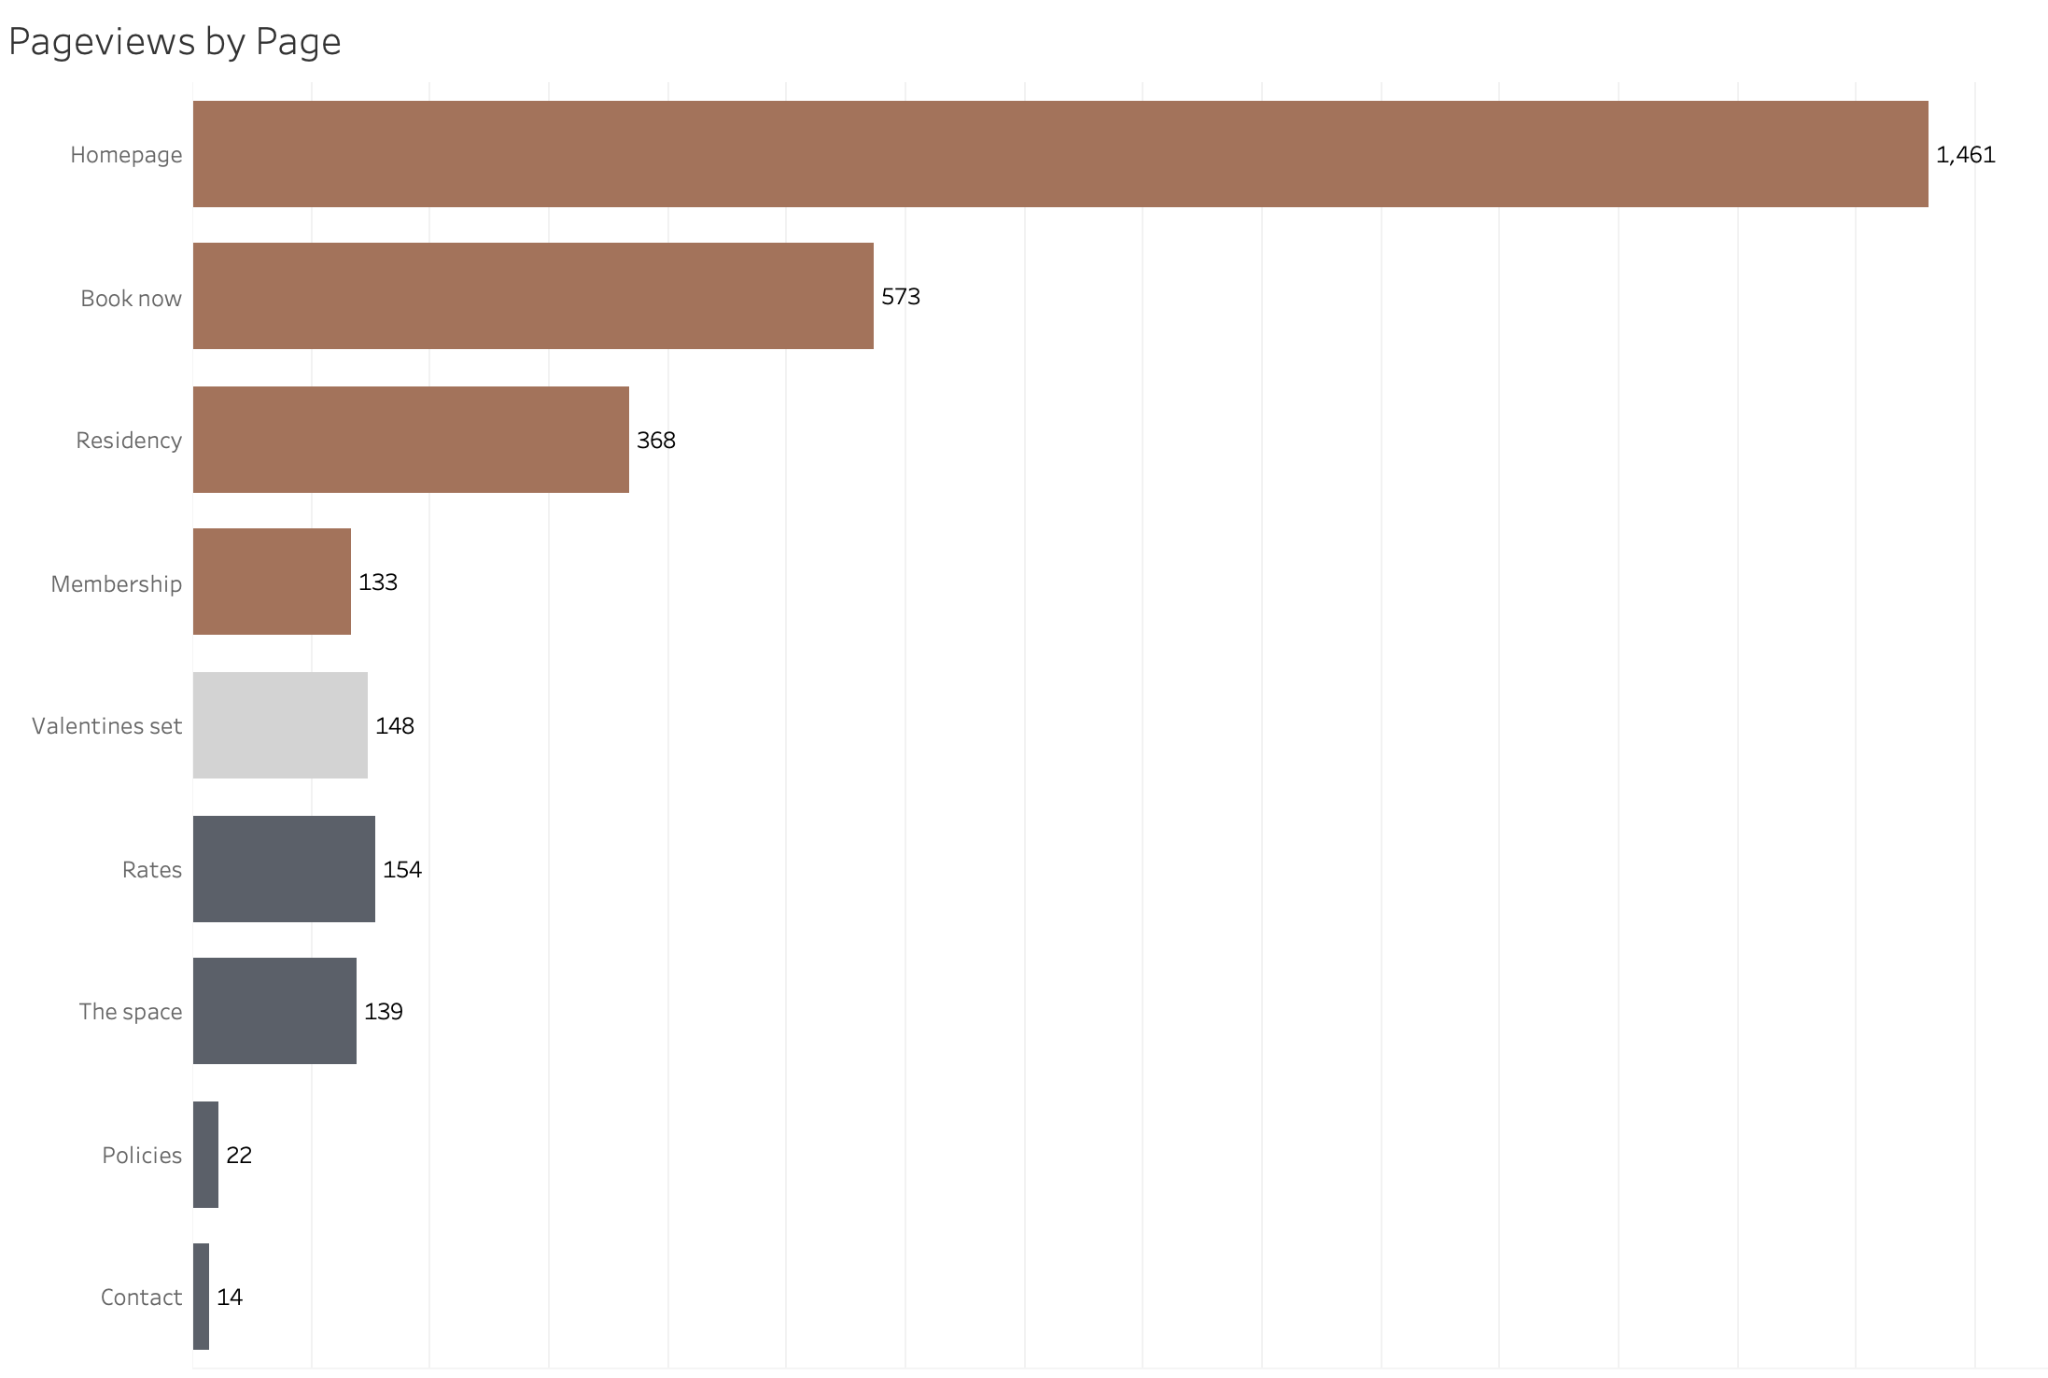 Pageviews by Page
Homepage 1,461
Book now 573
Residency 368
Membership 133
Valentines set 148
Rates 154
The space 139
Policies 22
Contact 14